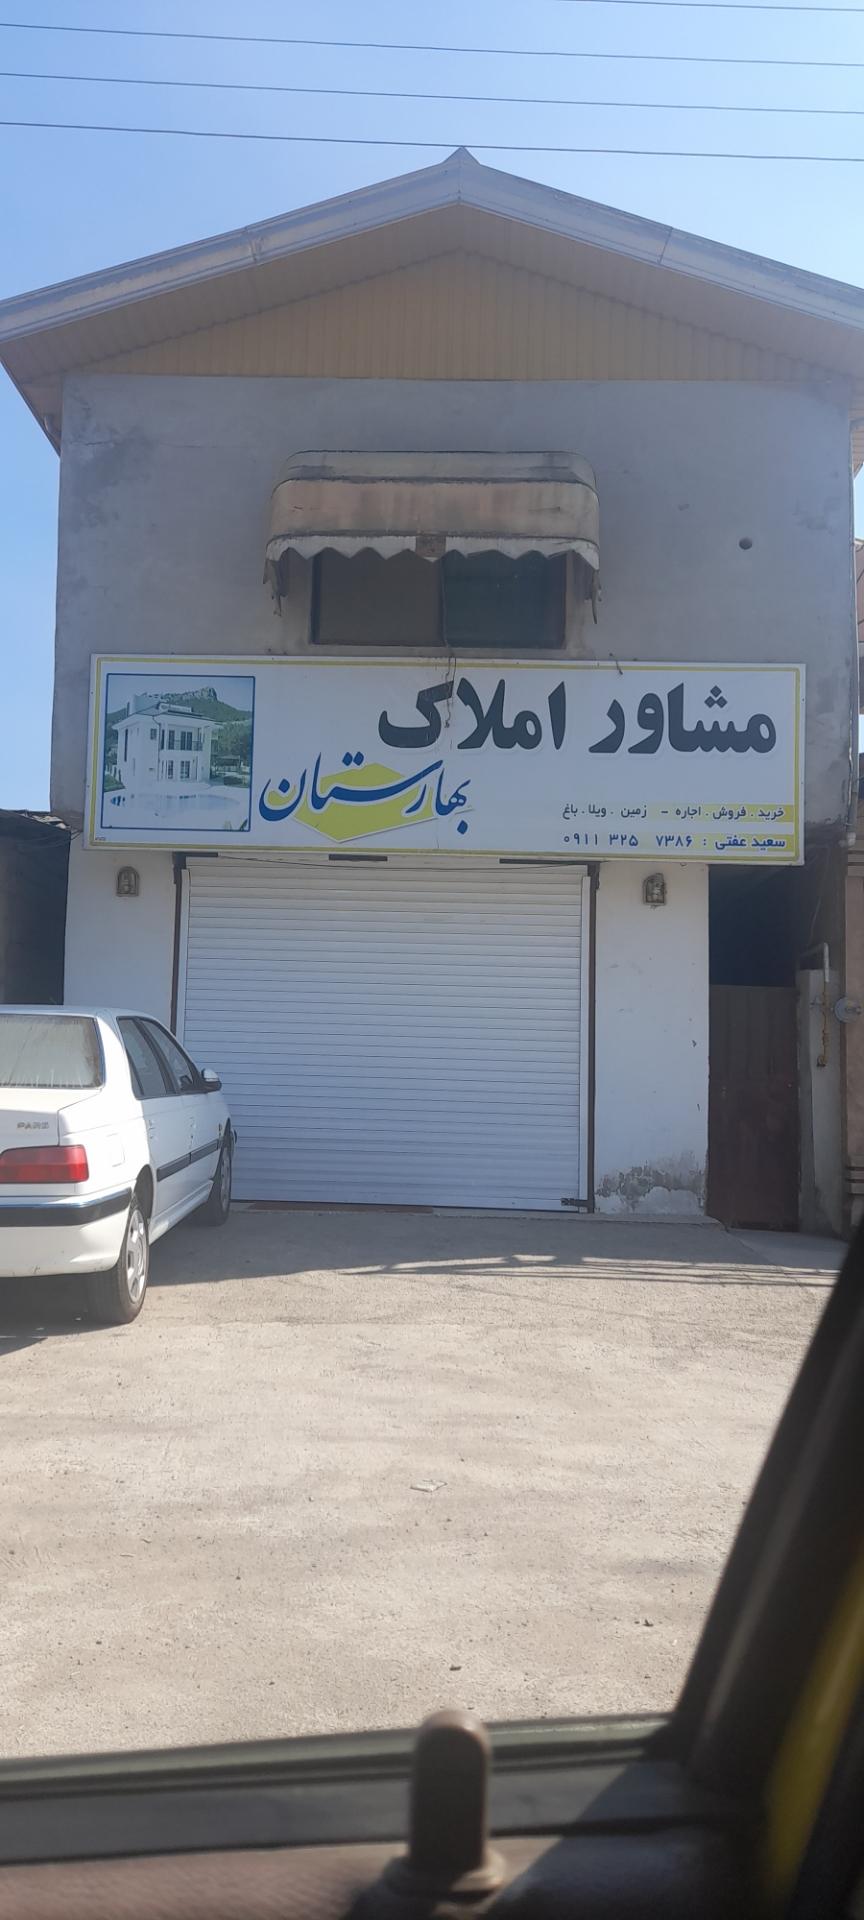 مشاور املاک
بهارستان
خرید . فروش . اجاره - زمین . ویلا . باغ
سعید عفتی : ۷۳۸۶ ۳۲۵ ۰۹۱۱
PARS